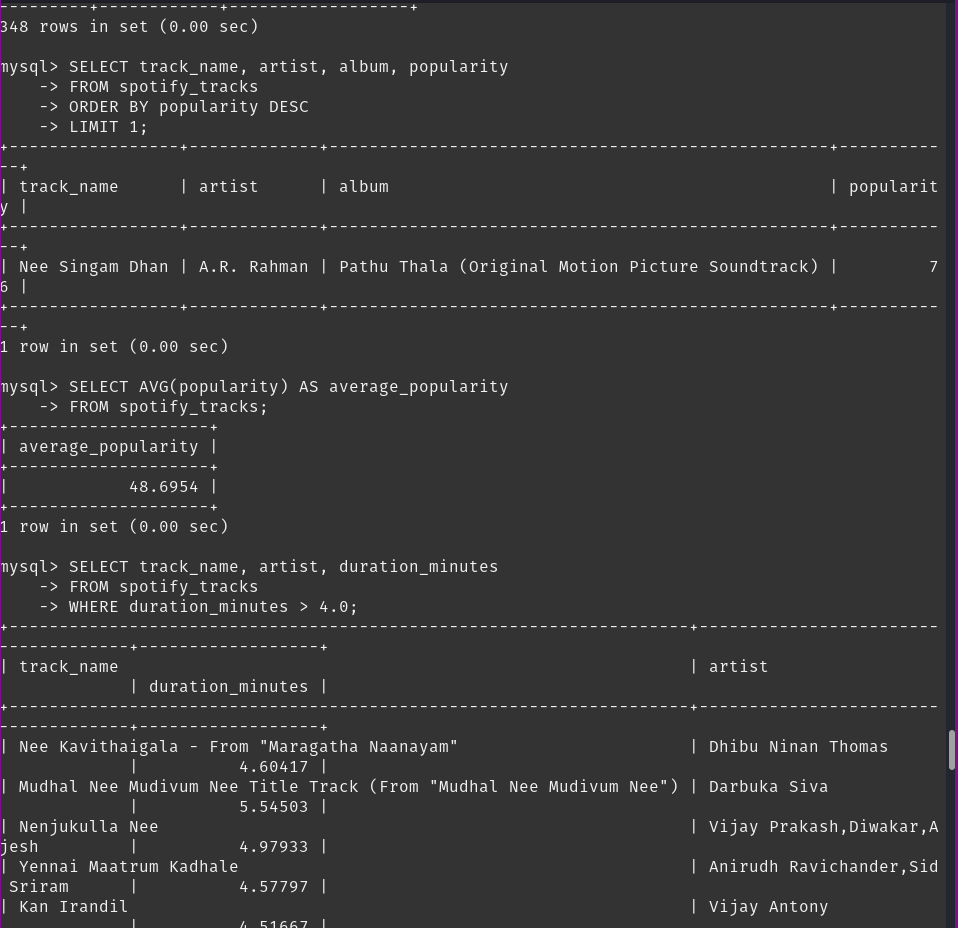 ---------+------------+------------------+
348 rows in set (0.00 sec)
mysql> SELECT track_name, artist, album, popularity
    -> FROM spotify_tracks
    -> ORDER BY popularity DESC
    -> LIMIT 1;
+-----------------+-------------+--------------------------------------------------+----------
--+
| track_name      | artist      | album                                            | popularit
y |
+-----------------+-------------+--------------------------------------------------+----------
--+
| Nee Singam Dhan | A.R. Rahman | Pathu Thala (Original Motion Picture Soundtrack) |         7
6 |
+-----------------+-------------+--------------------------------------------------+----------
--+
1 row in set (0.00 sec)
mysql> SELECT AVG(popularity) AS average_popularity
    -> FROM spotify_tracks;
+--------------------+
| average_popularity |
+--------------------+
|            48.6954 |
+--------------------+
1 row in set (0.00 sec)
mysql> SELECT track_name, artist, duration_minutes
    -> FROM spotify_tracks
    -> WHERE duration_minutes > 4.0;
+--------------------------------------------------------------------+------------------------
-------------+------------------+
| track_name                                                         | artist
             | duration_minutes |
+--------------------------------------------------------------------+------------------------
-------------+------------------+
| Nee Kavithaigala - From "Maragatha Naanayam"                       | Dhibu Ninan Thomas
             |          4.60417 |
| Mudhal Nee Mudivum Nee Title Track (From "Mudhal Nee Mudivum Nee") | Darbuka Siva
             |          5.54503 |
| Nenjukulla Nee                                                     | Vijay Prakash,Diwakar,A
jesh         |          4.97933 |
| Yennai Maatrum Kadhale                                             | Anirudh Ravichander,Sid
 Sriram      |          4.57797 |
| Kan Irandil                                                        | Vijay Antony
             |          4.51667 |